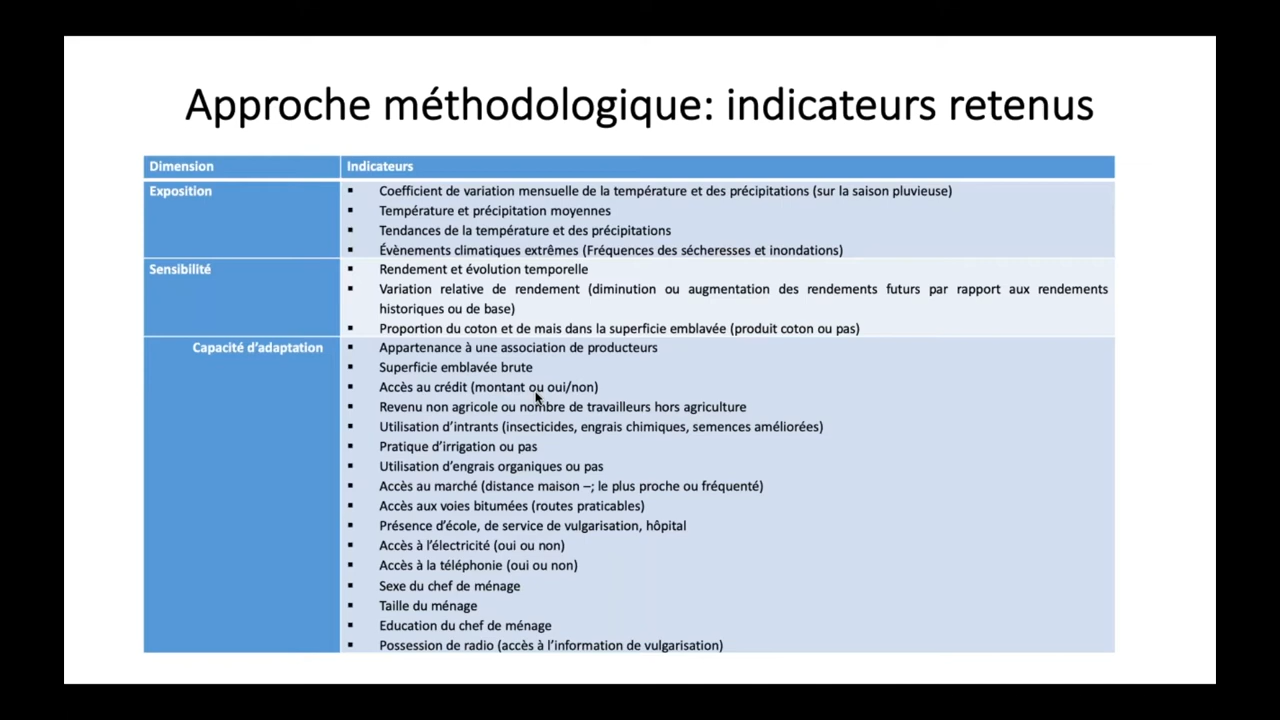 Approche méthodologique: indicateurs retenus
Dimension
Indicateurs
Exposition
▪ Coefficient de variation mensuelle de la température et des précipitations (sur la saison pluvieuse)
▪ Température et précipitation moyennes
▪ Tendances de la température et des précipitations
▪ Évènements climatiques extrêmes (Fréquences des sécheresses et inondations)
Sensibilité
▪ Rendement et évolution temporelle
▪ Variation relative de rendement (diminution ou augmentation des rendements futurs par rapport aux rendements
historiques ou de base)
▪ Proportion du coton et de mais dans la superficie emblavée (produit coton ou pas)
Capacité d'adaptation
▪ Appartenance à une association de producteurs
▪ Superficie emblavée brute
▪ Accès au crédit (montant ou oui/non)
▪ Revenu non agricole ou nombre de travailleurs hors agriculture
▪ Utilisation d'intrants (insecticides, engrais chimiques, semences améliorées)
▪ Pratique d'irrigation ou pas
▪ Utilisation d'engrais organiques ou pas
▪ Accès au marché (distance maison –; le plus proche ou fréquenté)
▪ Accès aux voies bitumées (routes praticables)
▪ Présence d'école, de service de vulgarisation, hôpital
▪ Accès à l'électricité (oui ou non)
▪ Accès à la téléphonie (oui ou non)
▪ Sexe du chef de ménage
▪ Taille du ménage
▪ Education du chef de ménage
▪ Possession de radio (accès à l'information de vulgarisation)